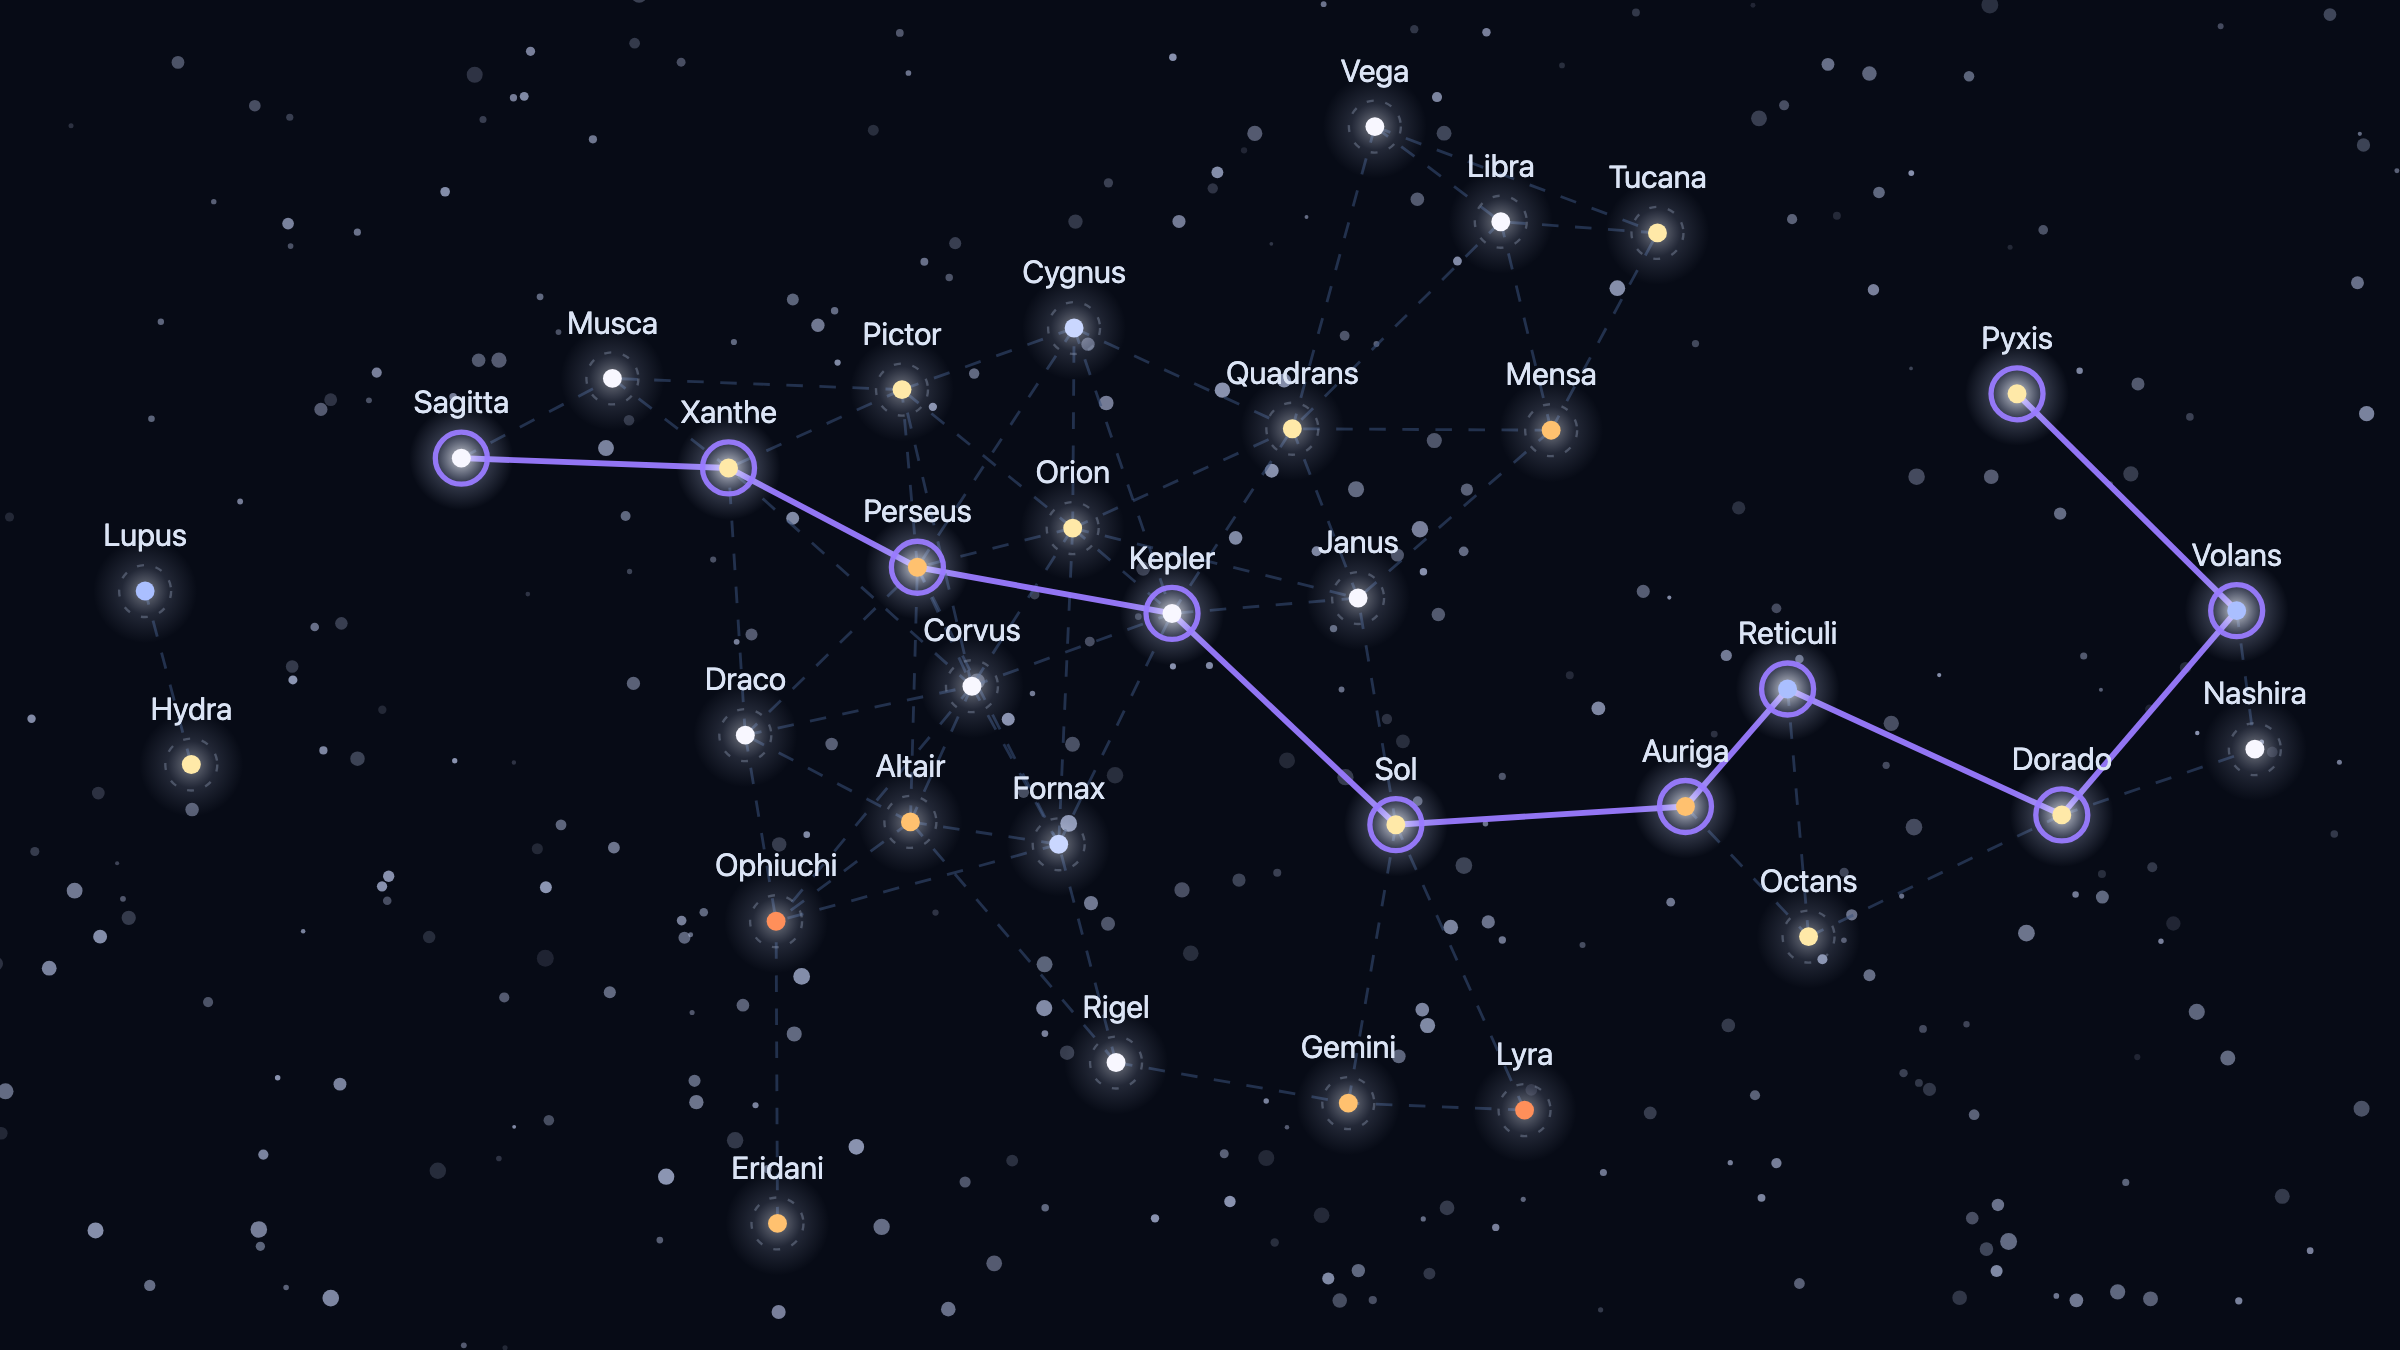 Vega
Libra
Tucana
Cygnus
Musca
Pictor
Pyxis
Quadrans
Mensa
Sagitta
Xanthe
Orion
Perseus
Lupus
Janus
Kepler
Volans
Corvus
Reticuli
Draco
Nashira
Hydra
Auriga
Dorado
Altair
Sol
Fornax
Ophiuchi
Octans
Rigel
Gemini
Lyra
Eridani